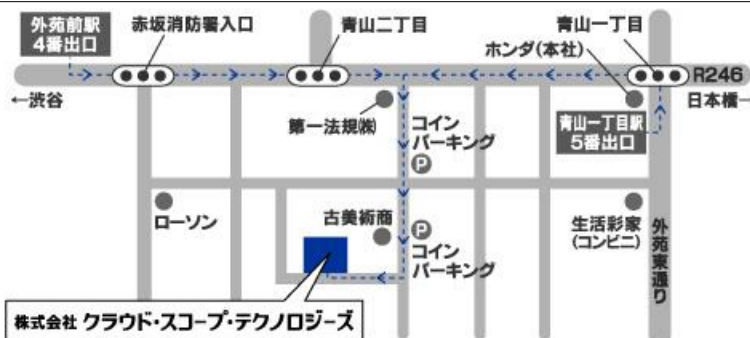 外苑前駅
4番出口
赤坂消防署入口
青山二丁目
青山一丁目
ホンダ(本社)
R246
←渋谷
日本橋→
第一法規㈱
コイン
パーキング
P
青山一丁目駅
5番出口
ローソン
古美術商
P
コイン
パーキング
生活彩家
(コンビニ)
外苑東通り
株式会社 クラウド・スコープ・テクノロジーズ